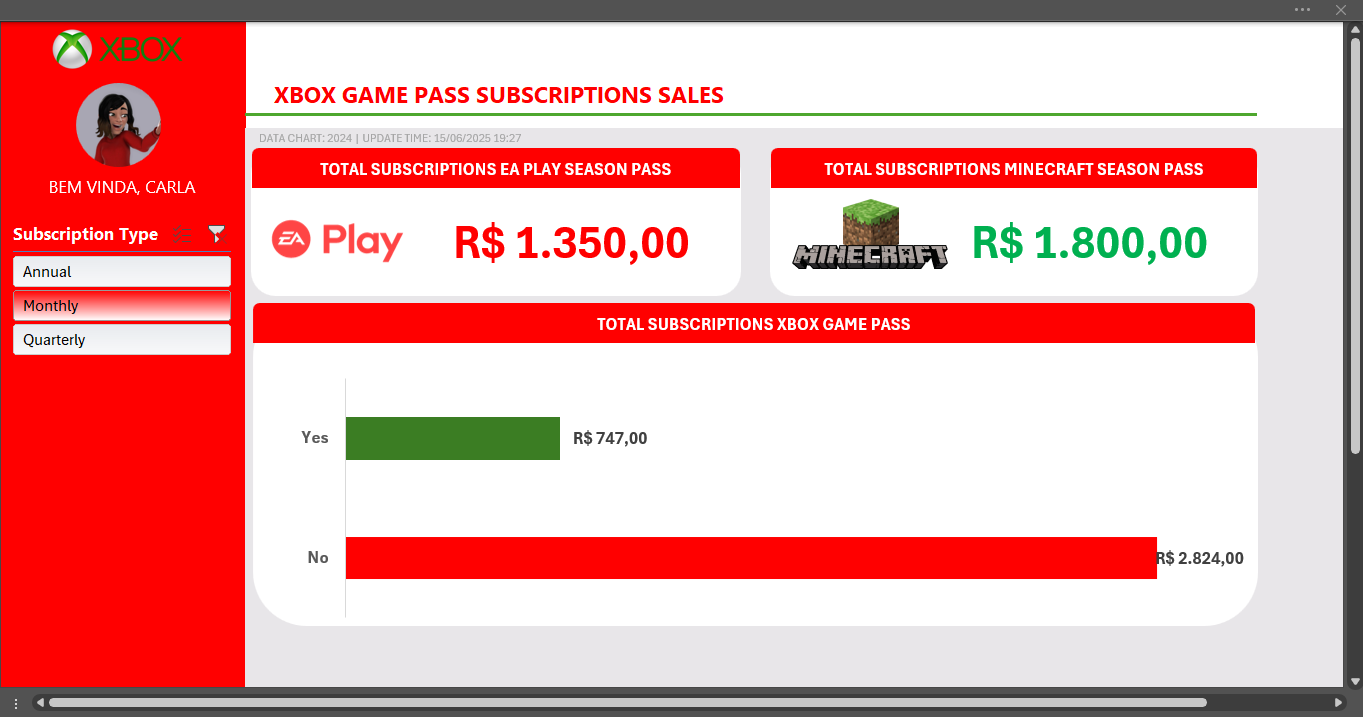 XBOX
BEM VINDA, CARLA
Subscription Type
Annual
Monthly
Quarterly
XBOX GAME PASS SUBSCRIPTIONS SALES
DATA CHART: 2024 | UPDATE TIME: 15/06/2025 19:27
TOTAL SUBSCRIPTIONS EA PLAY SEASON PASS
EA Play
R$ 1.350,00
TOTAL SUBSCRIPTIONS MINECRAFT SEASON PASS
MINECRAFT
R$ 1.800,00
TOTAL SUBSCRIPTIONS XBOX GAME PASS
Yes
R$ 747,00
No
R$ 2.824,00